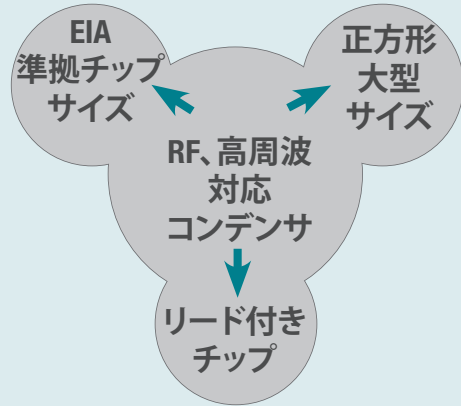 EIA
準拠チップ
サイズ
正方形
大型
サイズ
RF、高周波
対応
コンデンサ
リード付き
チップ